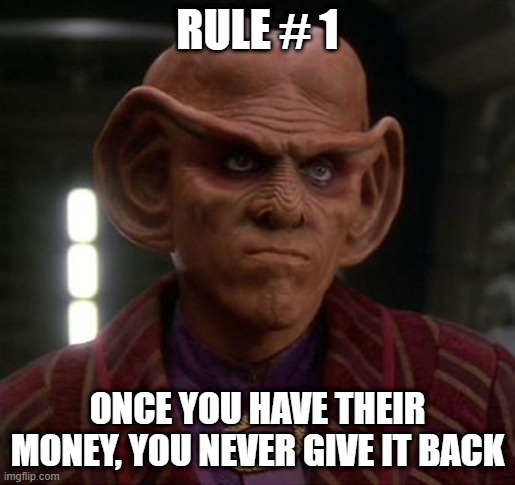 RULE # 1
ONCE YOU HAVE THEIR
MONEY, YOU NEVER GIVE IT BACK
imgflip.com